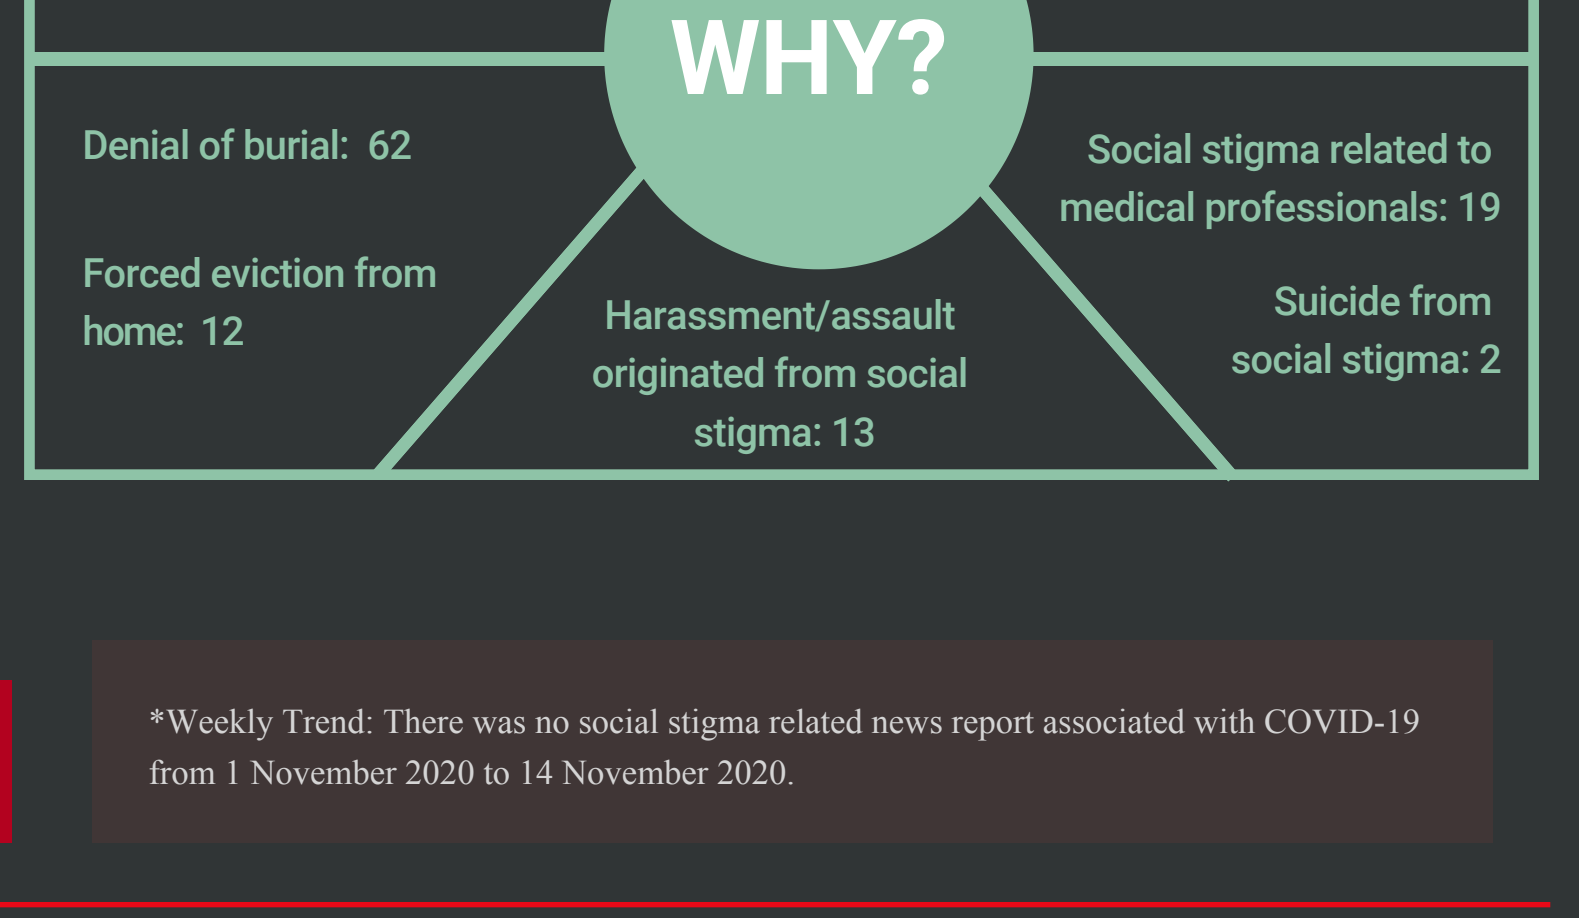 WHY?
Denial of burial: 62
Forced eviction from
home: 12
Harassment/assault
originated from social
stigma: 13
Social stigma related to
medical professionals: 19
Suicide from
social stigma: 2
*Weekly Trend: There was no social stigma related news report associated with COVID-19
from 1 November 2020 to 14 November 2020.